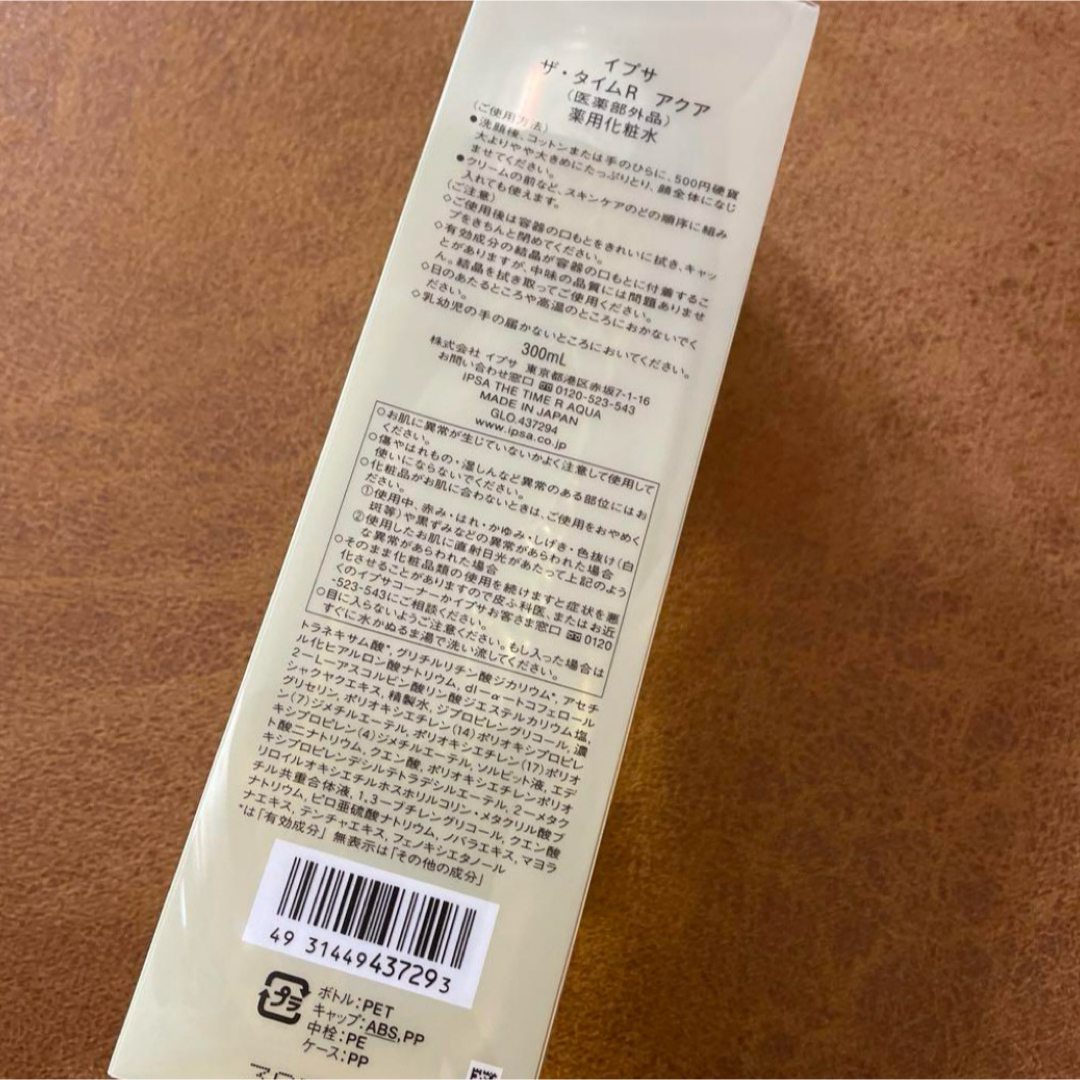 イプサ
ザ・タイムR アクア
（医薬部外品）
薬用化粧水
（ご使用方法）
●洗顔後、コットンまたは手のひらに、500円硬貨
大よりやや大きめにたっぷりとり、顔全体になじ
ませてください。
●クリームの前など、スキンケアのどの順序に組み
入れても使えます。
（ご注意）
◇ご使用後は容器の口もとをきれいに拭き、キャッ
プをきちんと閉めてください。
◇有効成分の結晶が容器の口もとに付着するこ
とがありますが、中味の品質には問題ありませ
ん。結晶を拭き取ってご使用ください。
◇日のあたるところや高温のところにおかないでく
ださい。
◇乳幼児の手の届かないところにおいてください。
300mL
株式会社 イプサ 東京都港区赤坂7-1-16
お問い合わせ窓口 0120-523-543
IPSA THE TIME R AQUA
MADE IN JAPAN
GLO.437294
www.ipsa.co.jp
○お肌に異常が生じていないかよく注意して使用して
ください。
○傷やはれもの・湿しんなど異常のある部位にはお
使いにならないでください。
○化粧品がお肌に合わないときは、ご使用をおやめく
ださい。
①使用中、赤み・はれ・かゆみ・しげき・色抜け（白
斑等）や黒ずみなどの異常があらわれた場合
②使用したお肌に直射日光があたって上記のよう
な異常があらわれた場合
○そのまま化粧品類の使用を続けますと症状を悪
化させることがありますので皮ふ科医、またはお近
くのイプサコーナーかイプサお客さま窓口 0120
-523-543にご相談ください。
○目に入らないようご注意ください。もし入った場合は
すぐに水かぬるま湯で洗い流してください。
トラネキサム酸*, グリチルリチン酸ジカリウム*, アセチ
ル化ヒアルロン酸ナトリウム, dl－α－トコフェロール
2－L－アスコルビン酸リン酸ジエステルカリウム塩,
シャクヤクエキス, 精製水, ジプロピレングリコール, 濃
グリセリン, ポリオキシエチレン(14)ポリオキシプロピレ
ン(7)ジメチルエーテル, ポリオキシエチレン(17)ポリオ
キシプロピレン(4)ジメチルエーテル, ソルビット液, エデ
ト酸二ナトリウム, クエン酸, ポリオキシエチレンポリオ
キシプロピレンデシルテトラデシルエーテル, 2－メタク
リロイルオキシエチルホスホリルコリン・メタクリル酸ブ
チル共重合体液, 1,3－ブチレングリコール, クエン酸
ナトリウム, ピロ亜硫酸ナトリウム, ノバラエキス, マヨラ
ナエキス, テンチャエキス, フェノキシエタノール
*は「有効成分」 無表示は「その他の成分」
49 31449437293
プラ
ボトル:PET
キャップ:ABS,PP
中栓:PE
ケース:PP